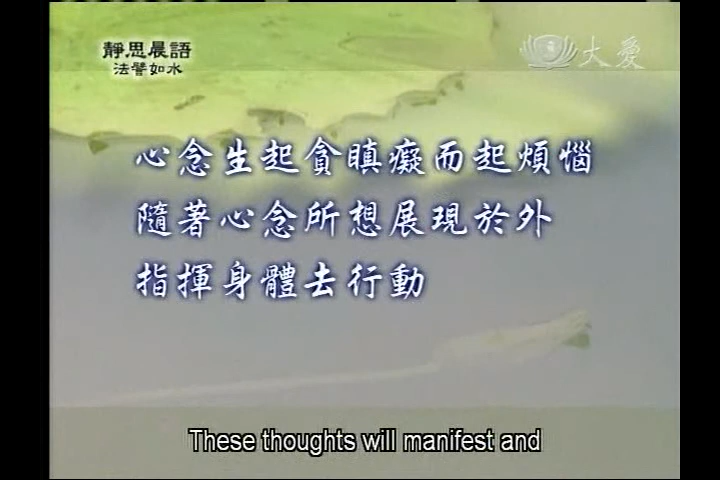 靜思晨語
法譬如水
大愛
心念生起貪瞋癡而起煩惱
隨著心念所想展現於外
指揮身體去行動
These thoughts will manifest and